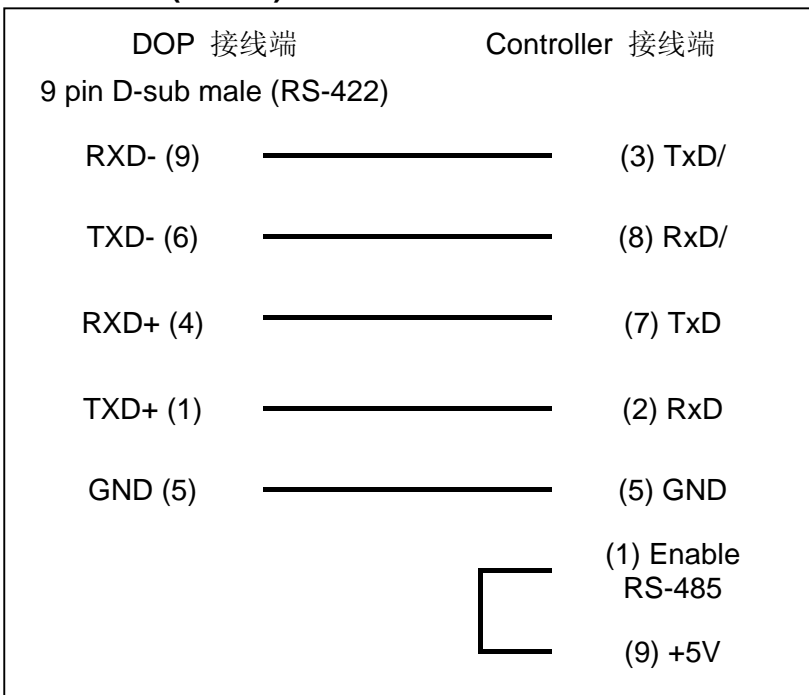 DOP 接线端 Controller 接线端
9 pin D-sub male (RS-422)
RXD- (9) (3) TxD/
TXD- (6) (8) RxD/
RXD+ (4) (7) TxD
TXD+ (1) (2) RxD
GND (5) (5) GND
(1) Enable
RS-485
(9) +5V